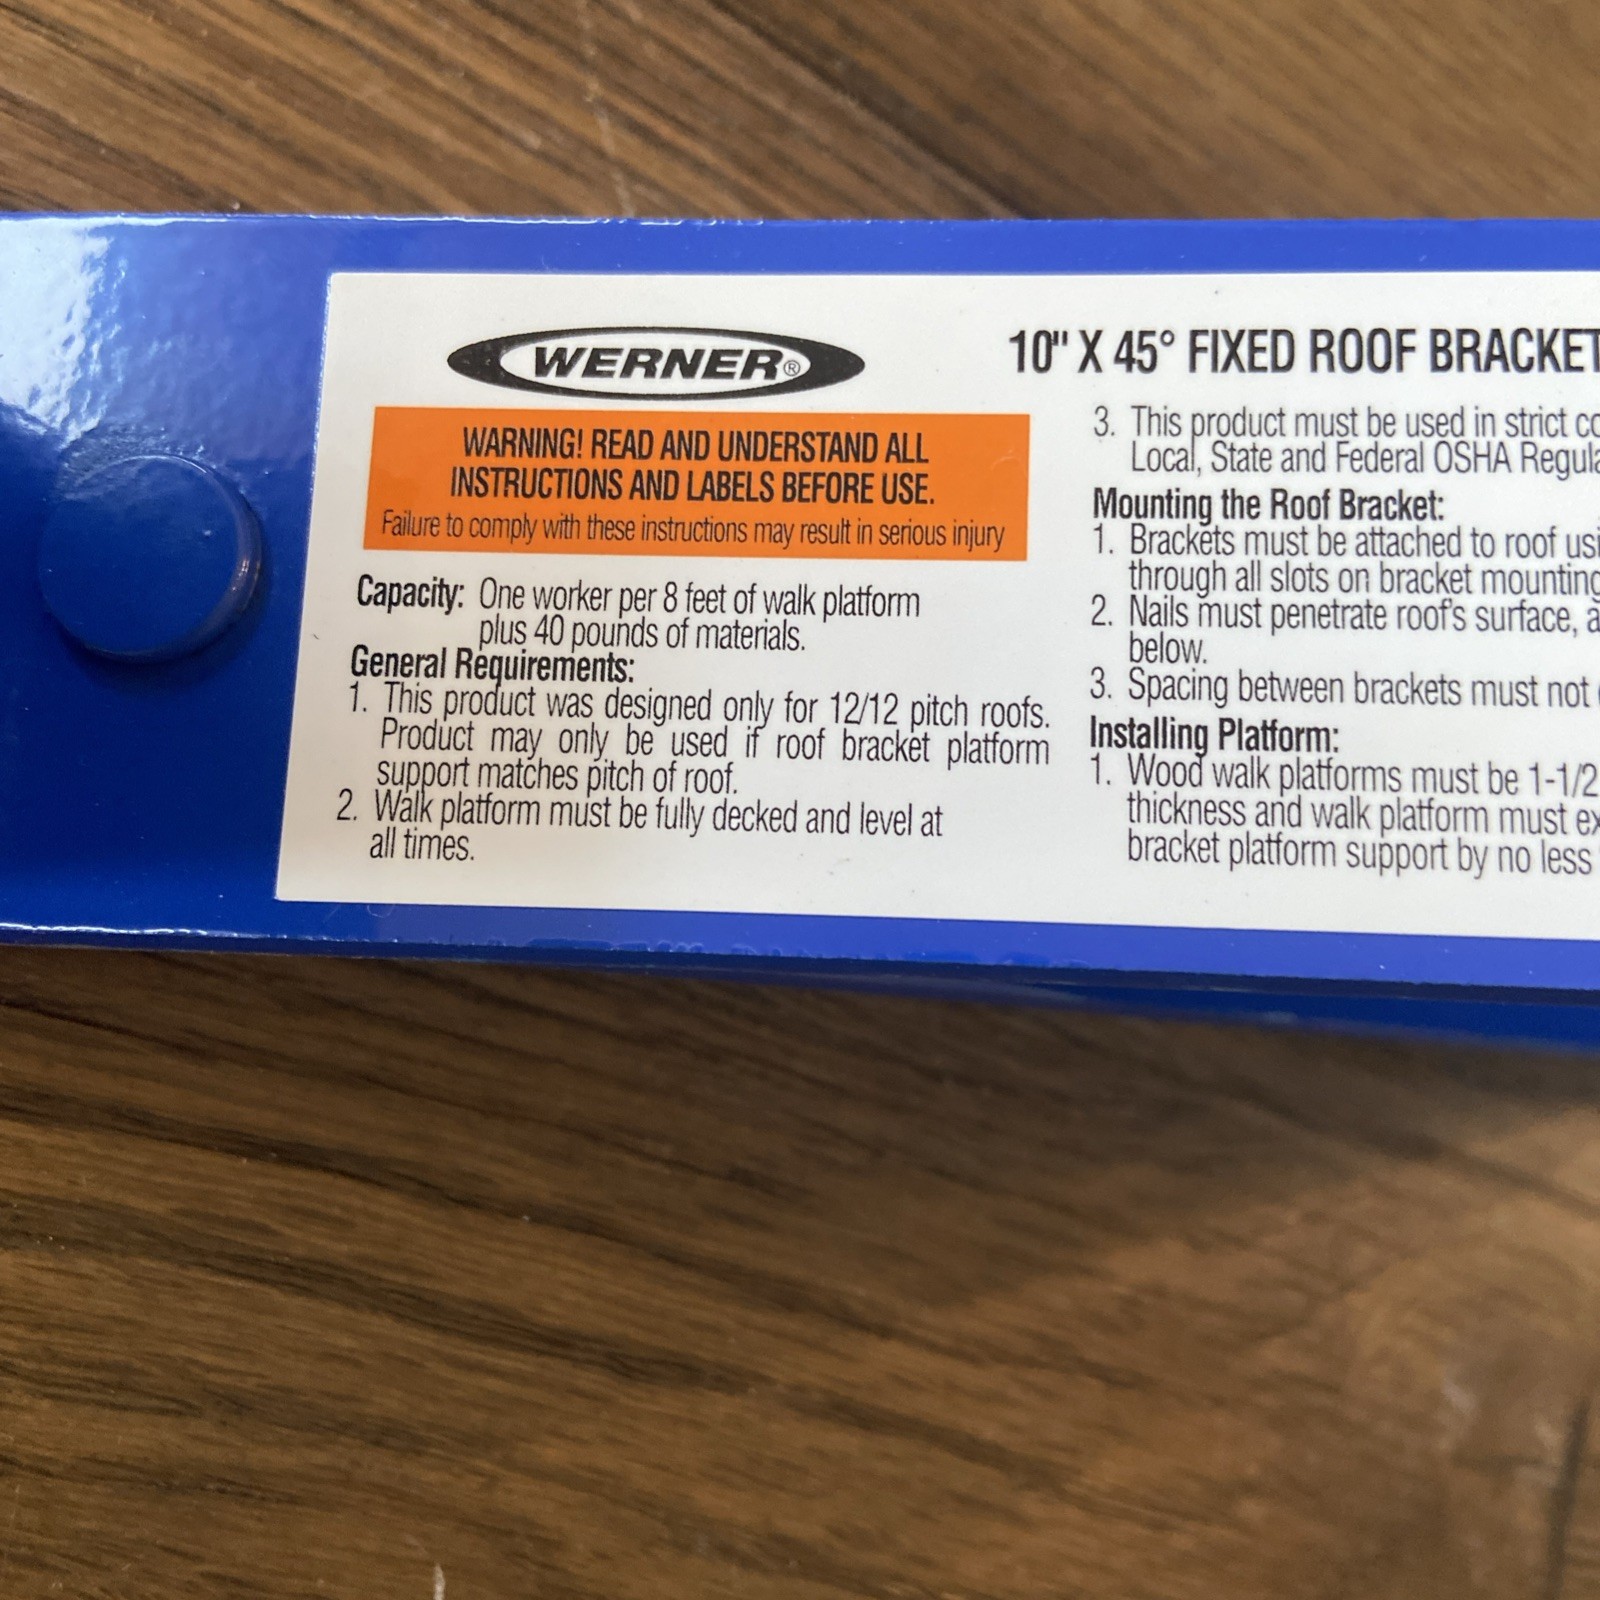 WERNER®
WARNING! READ AND UNDERSTAND ALL
INSTRUCTIONS AND LABELS BEFORE USE.
Failure to comply with these instructions may result in serious injury
Capacity: One worker per 8 feet of walk platform
plus 40 pounds of materials.
General Requirements:
1. This product was designed only for 12/12 pitch roofs.
Product may only be used if roof bracket platform
support matches pitch of roof.
2. Walk platform must be fully decked and level at
all times.
10" X 45° FIXED ROOF BRACKET
3. This product must be used in strict
Local, State and Federal OSHA
Mounting the Roof Bracket:
1. Brackets must be attached to roof
through all slots on bracket mounting
2. Nails must penetrate roof's surface,
below.
3. Spacing between brackets must not
Installing Platform:
1. Wood walk platforms must be 1-1/2
thickness and walk platform must
bracket platform support by no less